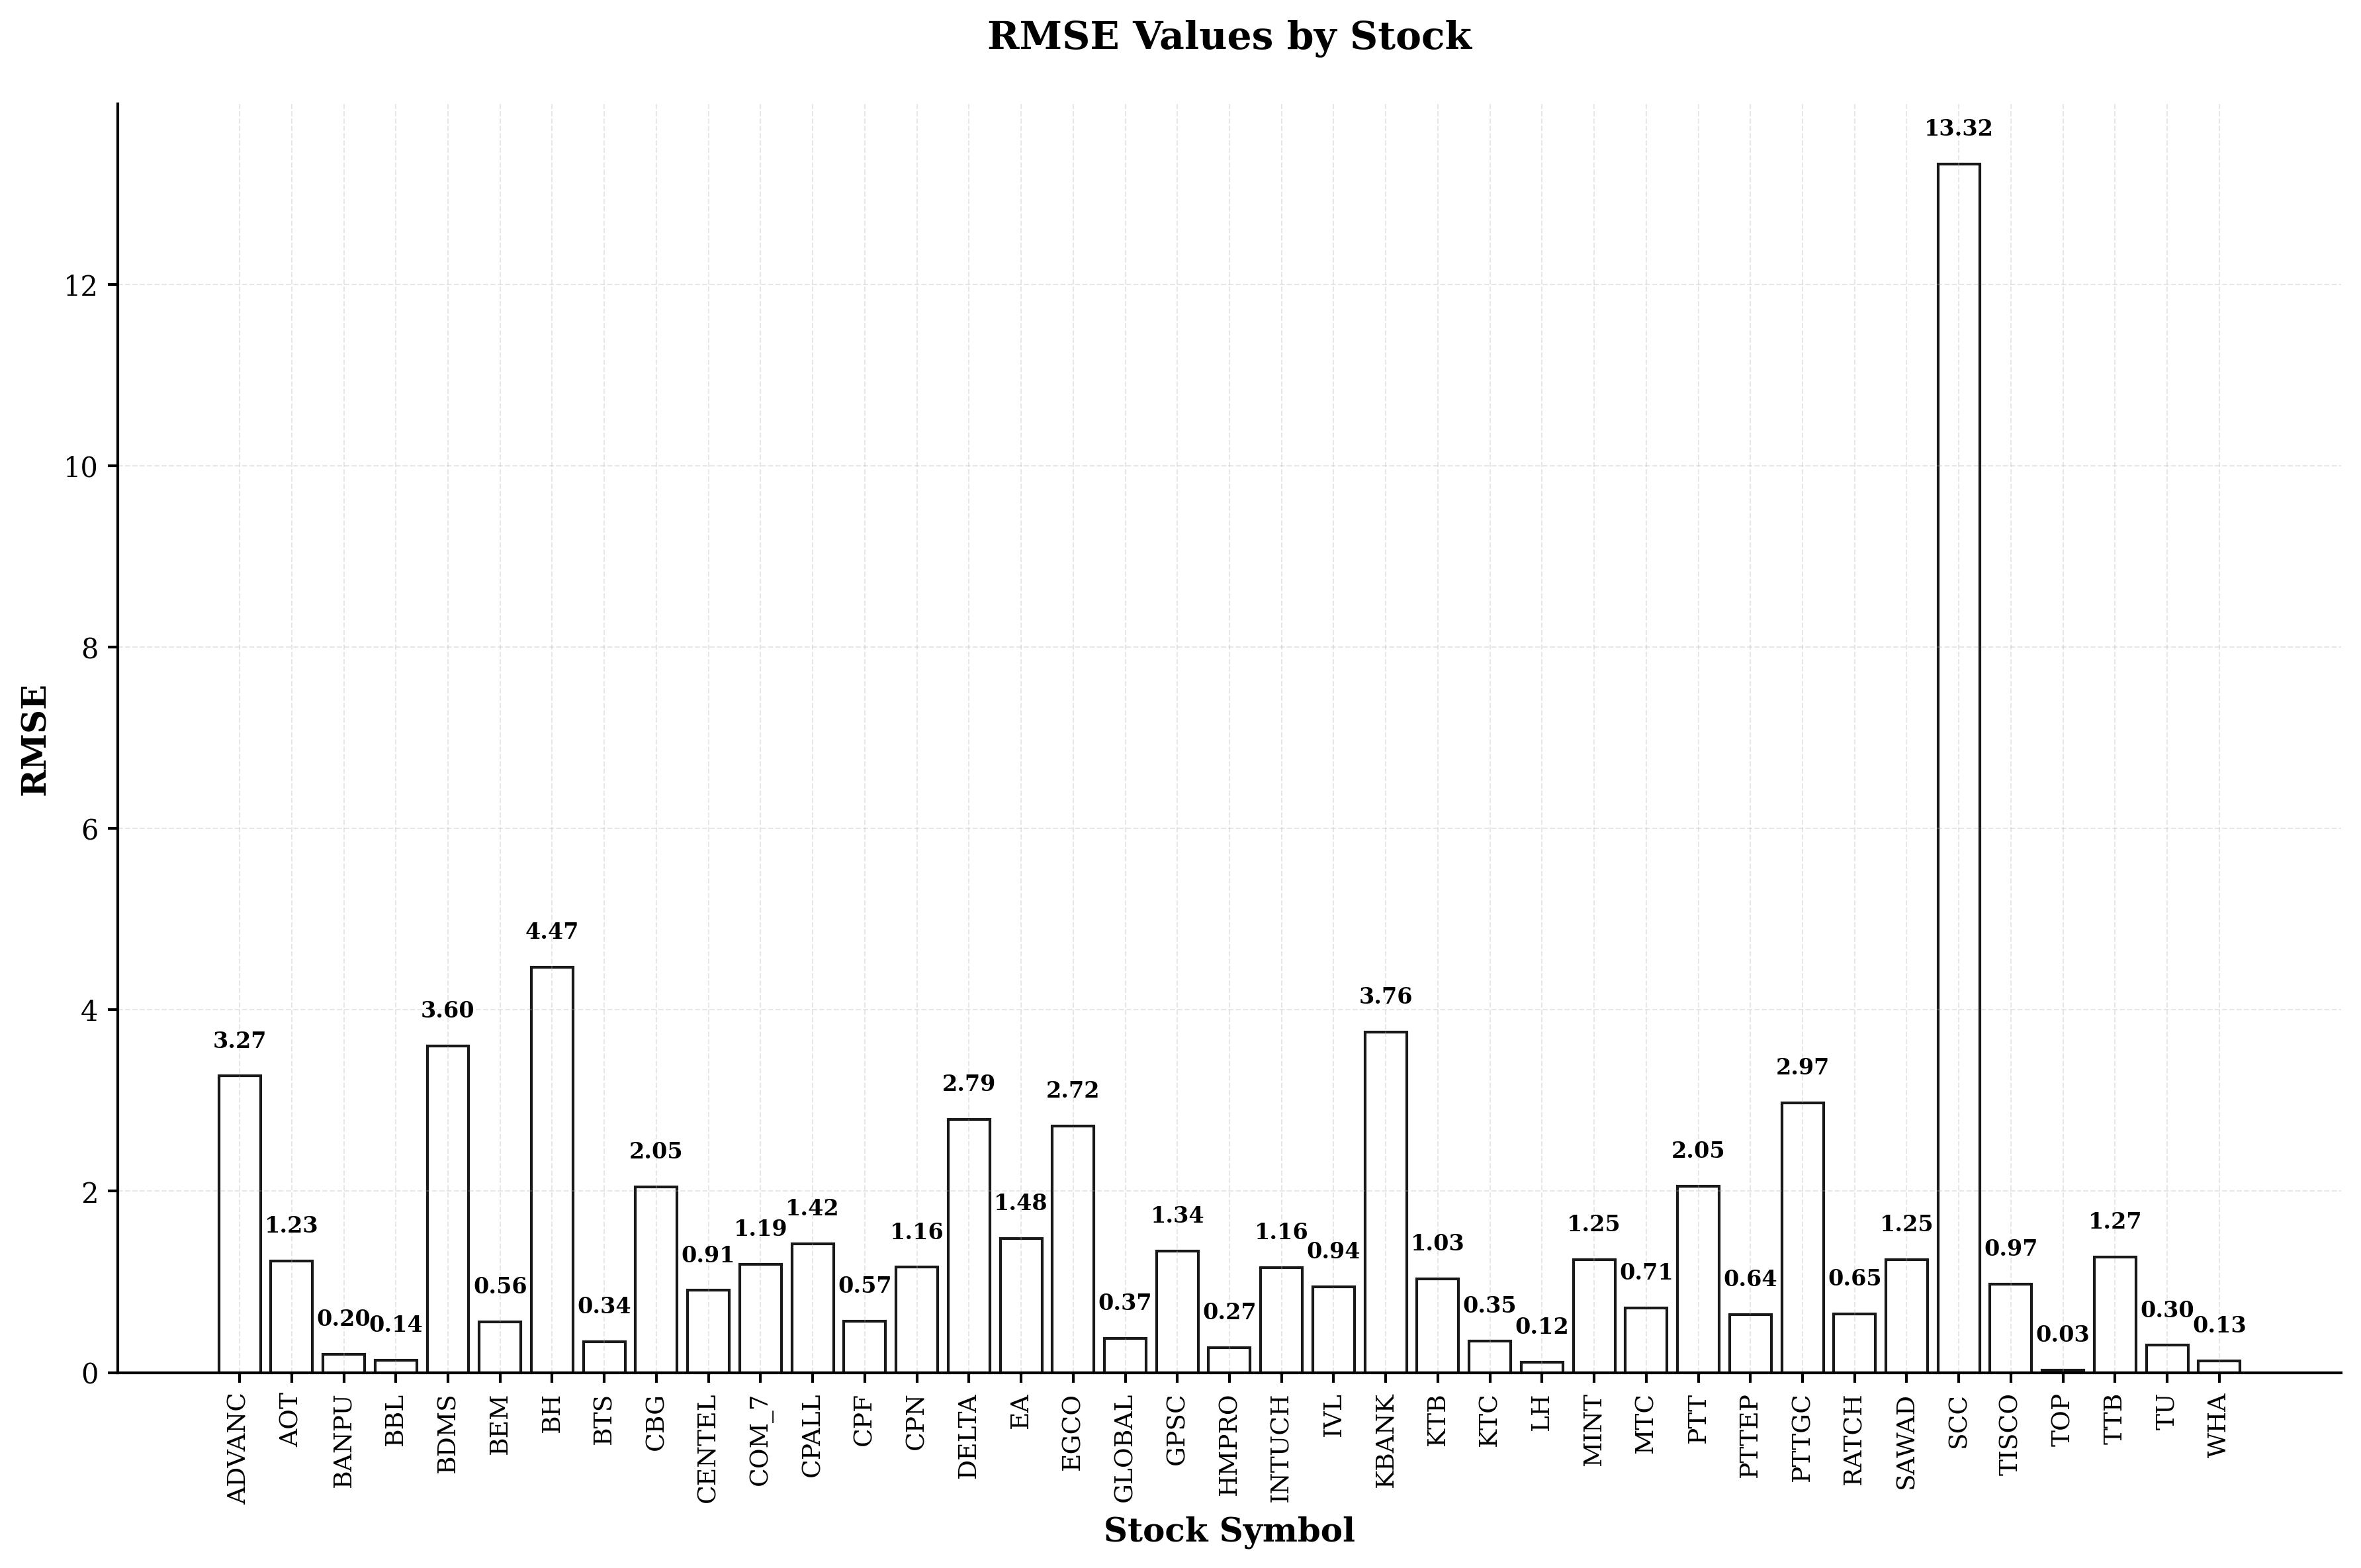 RMSE Values by Stock
RMSE
12
10
8
6
4
2
0
3.27
1.23
0.20
0.14
3.60
0.56
4.47
0.34
2.05
0.91
1.19
1.42
0.57
1.16
2.79
1.48
2.72
0.37
1.34
0.27
1.16
0.94
3.76
1.03
0.35
0.12
1.25
0.71
2.05
0.64
2.97
0.65
1.25
13.32
0.97
0.03
1.27
0.30
0.13
ADVANC
AOT
BANPU
BBL
BDMS
BEM
BH
BTS
CBG
CENTEL
COM_7
CPALL
CPF
CPN
DELTA
EA
EGCO
GLOBAL
GPSC
HMPRO
INTUCH
IVL
KBANK
KTB
KTC
LH
MINT
MTC
PTT
PTTEP
PTTGC
RATCH
SAWAD
SCC
TISCO
TOP
TTB
TU
WHA
Stock Symbol